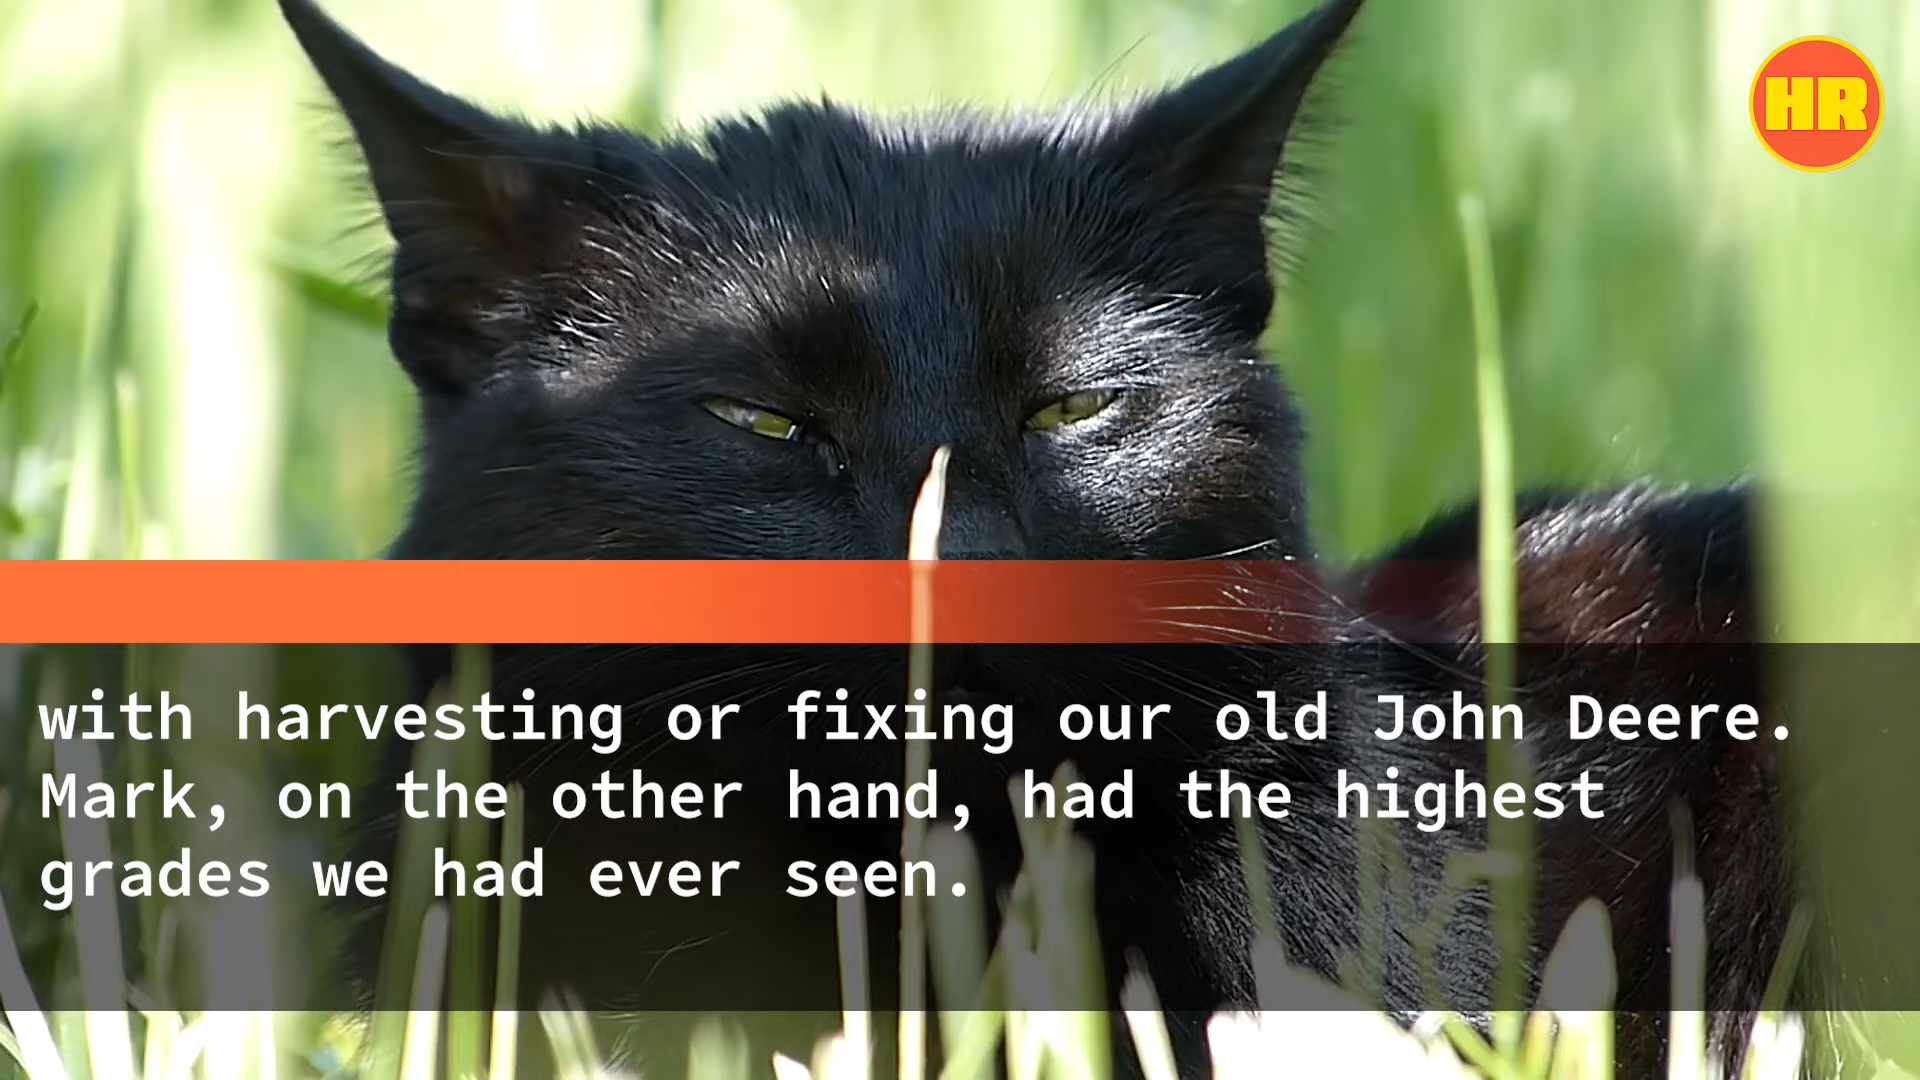 HR
with harvesting or fixing our old John Deere.
Mark, on the other hand, had the highest
grades we had ever seen.